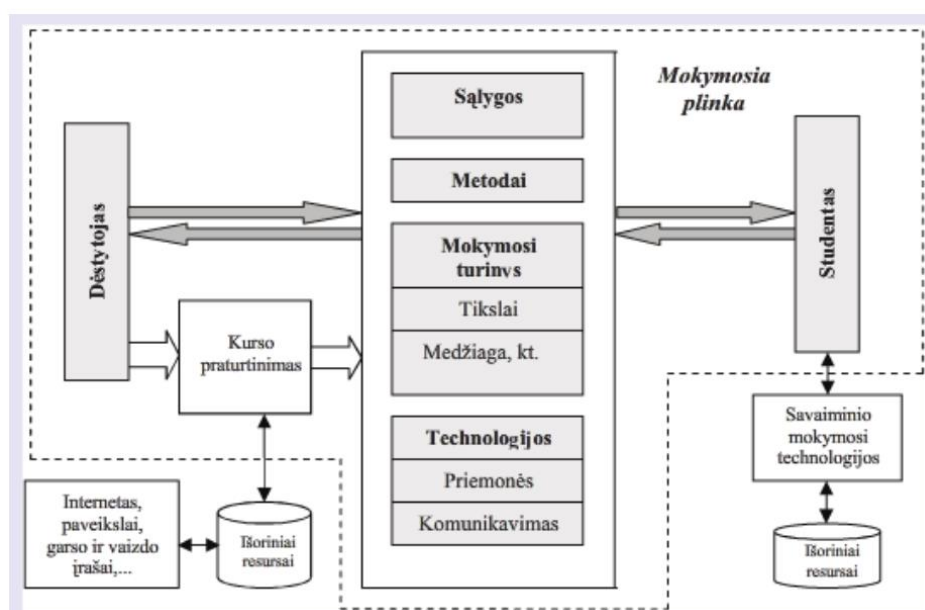 Mokymosia
plinka
Sąlygos
Metodai
Mokymosi
turinys
Tikslai
Medžiaga, kt.
Technologijos
Priemonės
Komunikavimas
Dėstytojas
Studentas
Kurso
praturtinimas
Savaiminio
mokymosi
technologijos
Internetas,
paveikslai,
garso ir vaizdo
įrašai,...
Išoriniai
resursai
Išoriniai
resursai